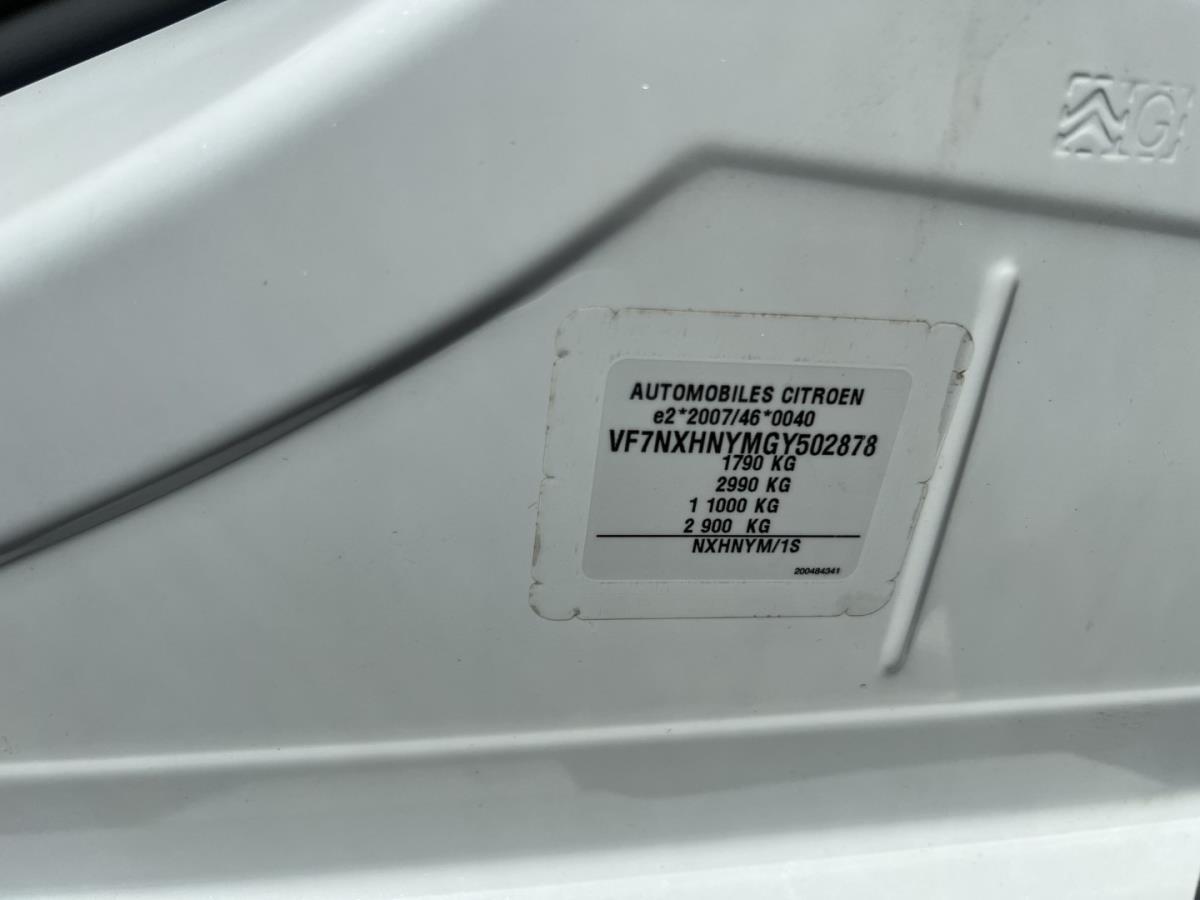 G
AUTOMOBILES CITROEN
e2*2007/46*0040
VF7NXHNYMGY502878
1790 KG
2990 KG
1 1000 KG
2 900 KG
NXHNYM/1S
200484341